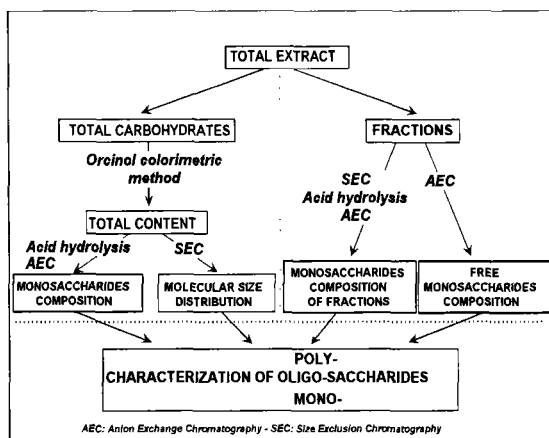 TOTAL EXTRACT
TOTAL CARBOHYDRATES
FRACTIONS
Orcinol colorimetric
method
SEC
Acid hydrolysis
AEC
AEC
TOTAL CONTENT
Acid hydrolysis
AEC
SEC
MONOSACCHARIDES
COMPOSITION
MOLECULAR SIZE
DISTRIBUTION
MONOSACCHARIDES
COMPOSITION
OF FRACTIONS
FREE
MONOSACCHARIDES
COMPOSITION
POLY-
CHARACTERIZATION OF OLIGO-SACCHARIDES
MONO-
AEC: Anion Exchange Chromatography - SEC: Size Exclusion Chromatography